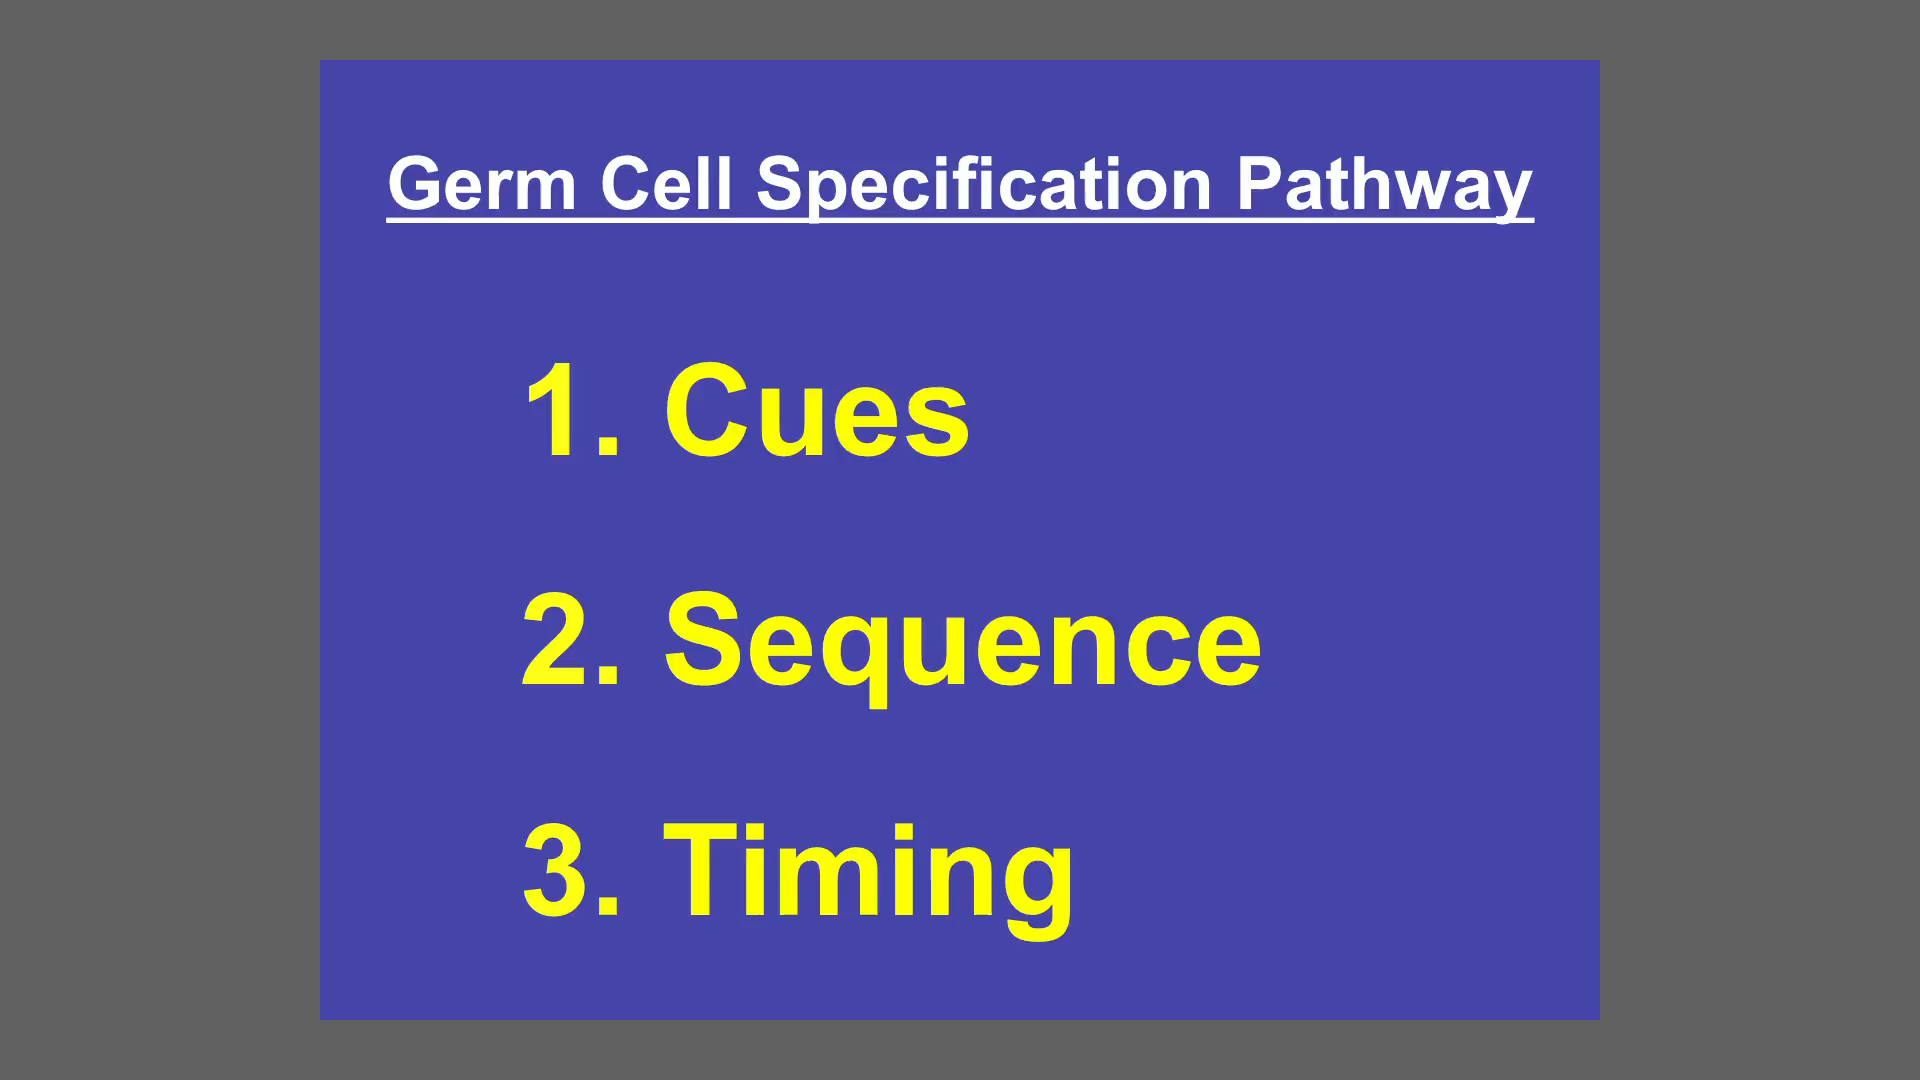 Germ Cell Specification Pathway
1. Cues
2. Sequence
3. Timing